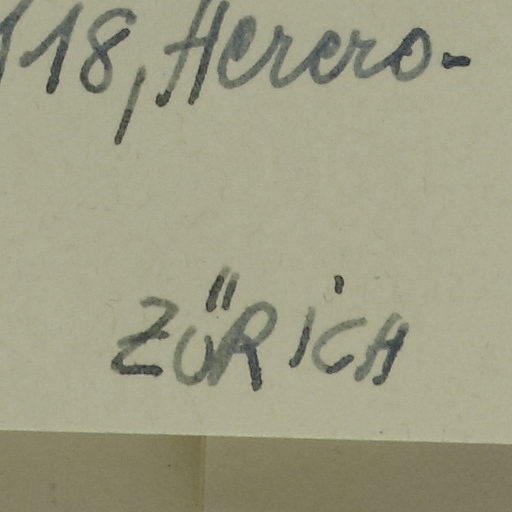 118, Herero-
ZÜRiCH